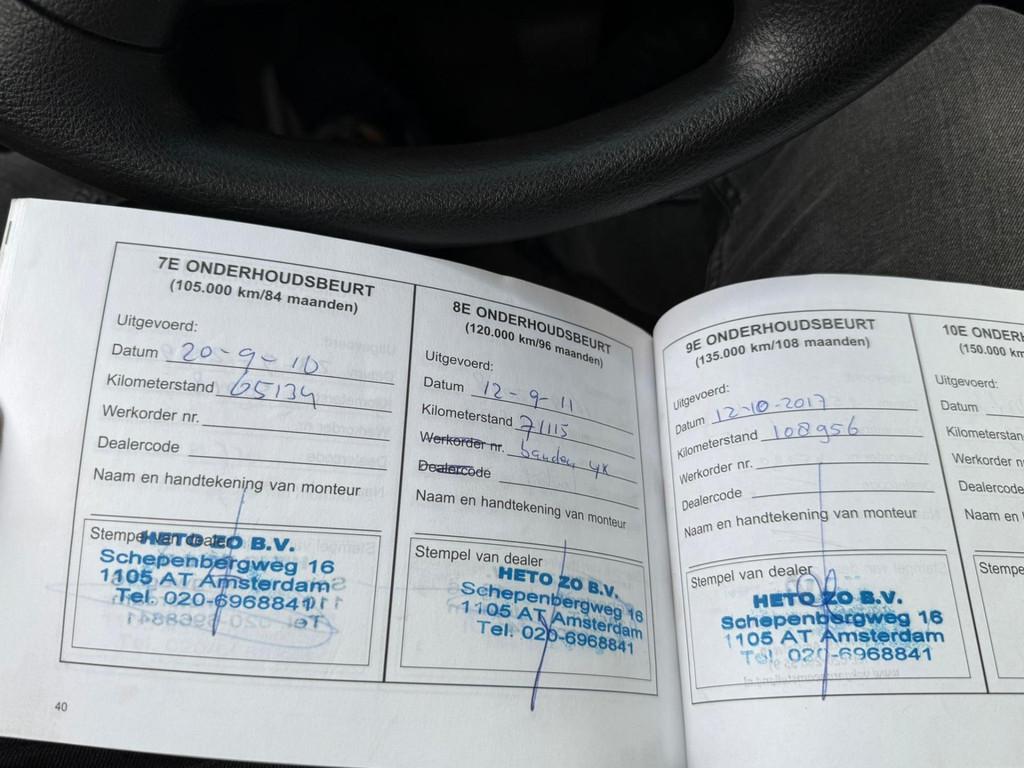 7E ONDERHOUDSBEURT
(105.000 km/84 maanden)
Uitgevoerd:
Datum 20-9-10
Kilometerstand 65134
Werkorder nr.
Dealercode
Naam en handtekening van monteur
Stempel van dealer
HETO ZO B.V.
Schepenbergweg 16
1105 AT Amsterdam
Tel. 020-6968841
40
8E ONDERHOUDSBEURT
(120.000 km/96 maanden)
Uitgevoerd:
Datum 12-9-11
Kilometerstand 71115
Werkorder nr. banden 4x
Dealercode
Naam en handtekening van monteur
Stempel van dealer
HETO ZO B.V.
Schepenbergweg 16
1105 AT Amsterdam
Tel. 020-6968841
9E ONDERHOUDSBEURT
(135.000 km/108 maanden)
Uitgevoerd:
Datum 12-10-2017
Kilometerstand 108956
Werkorder nr.
Dealercode
Naam en handtekening van monteur
Stempel van dealer
HETO ZO B.V.
Schepenbergweg 16
1105 AT Amsterdam
Tel. 020-6968841
10E ONDERH
(150.000 km
Uitgevoerd:
Datum
Kilometerstan
Werkorder n
Dealercode
Naam en
Stempe